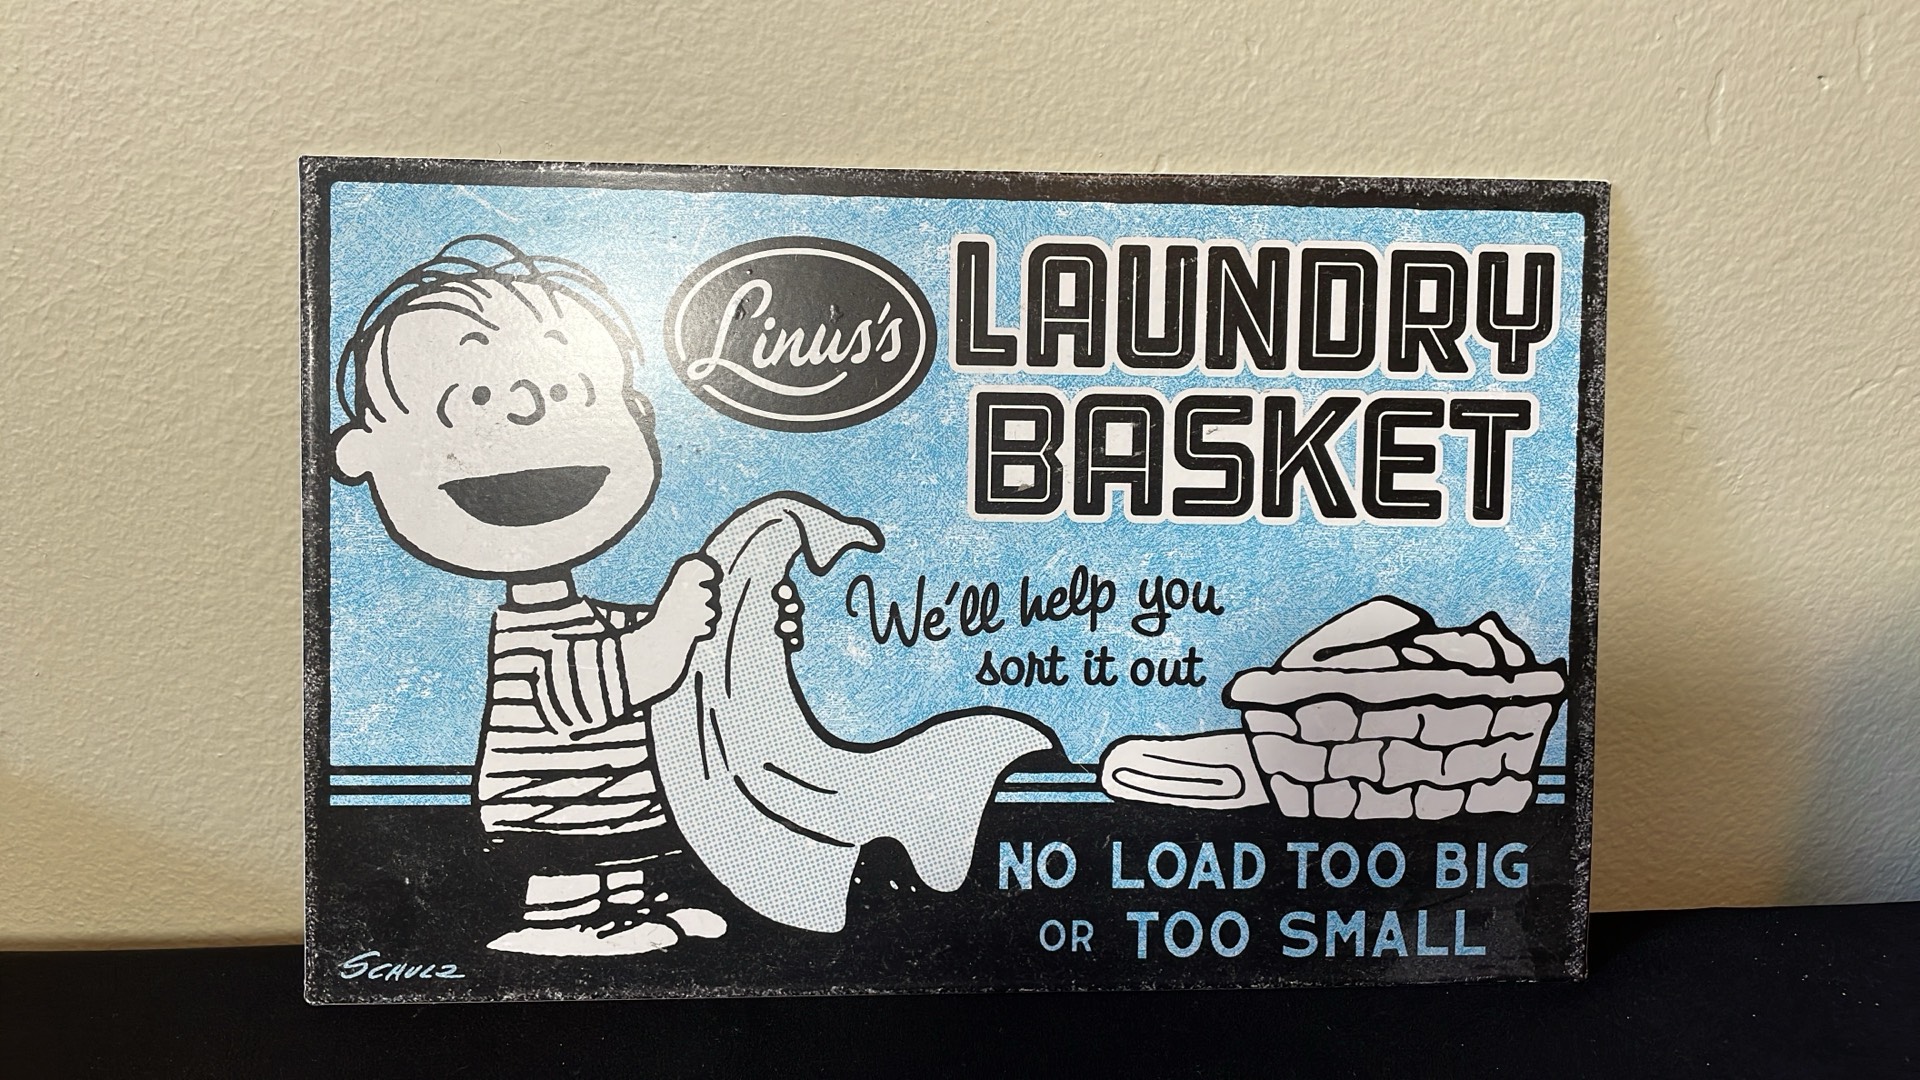 Linus's
LAUNDRY
BASKET
We'll help you
sort it out
NO LOAD TOO BIG
OR TOO SMALL
SCHULZ